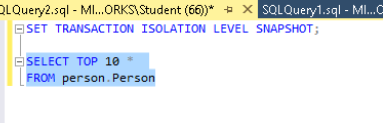 QLQuery2.sql - MI...ORKS\Student (66))* SQLQuery1.sql - MI...O
SET TRANSACTION ISOLATION LEVEL SNAPSHOT;
SELECT TOP 10 *
FROM person.Person